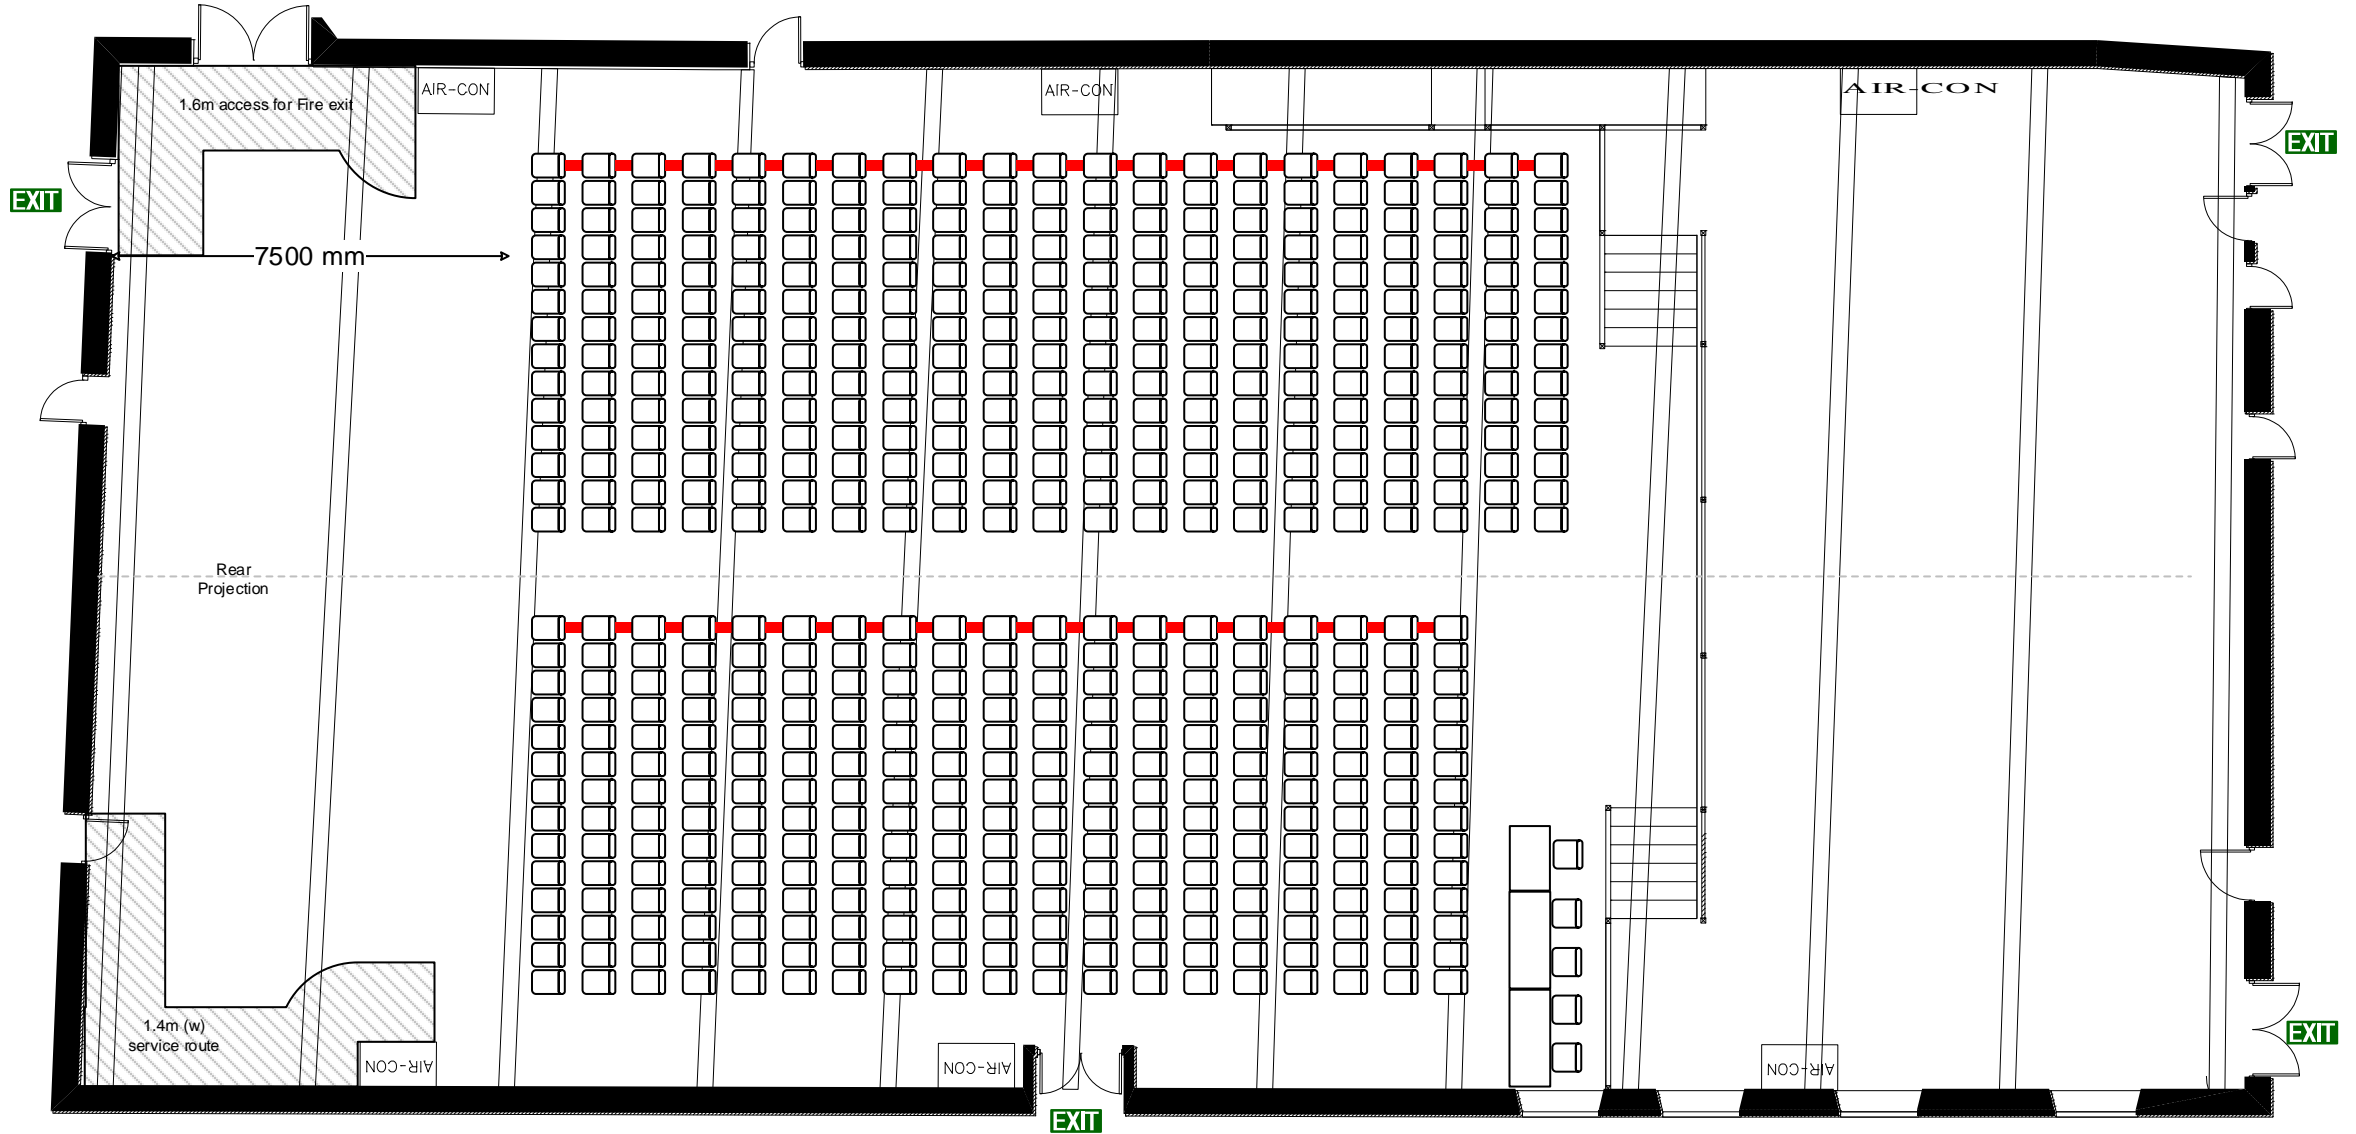 AIR-CON
AIR-CON
AIR-CON
1.6m access for Fire exit
EXIT
EXIT
7500 mm
Rear
Projection
1.4m (w)
service route
AIR-CON
AIR-CON
AIR-CON
EXIT
EXIT